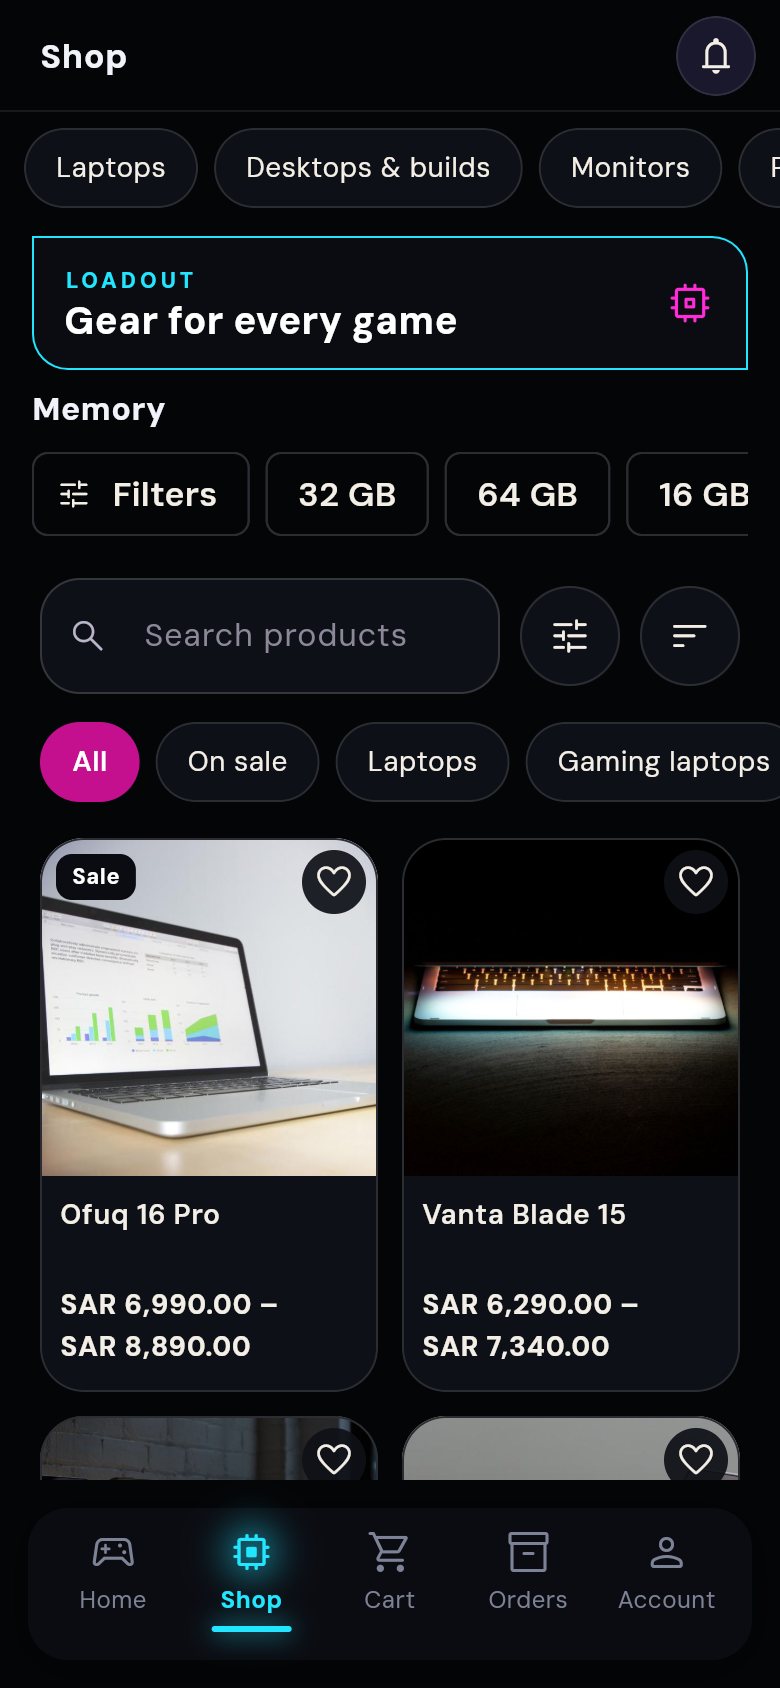 Shop
Laptops
Desktops & builds
Monitors
LOADOUT
Gear for every game
Memory
Filters
32 GB
64 GB
16 GB
Search products
All
On sale
Laptops
Gaming laptops
Sale
Ofuq 16 Pro
SAR 6,990.00 –
SAR 8,890.00
Vanta Blade 15
SAR 6,290.00 –
SAR 7,340.00
Home
Shop
Cart
Orders
Account